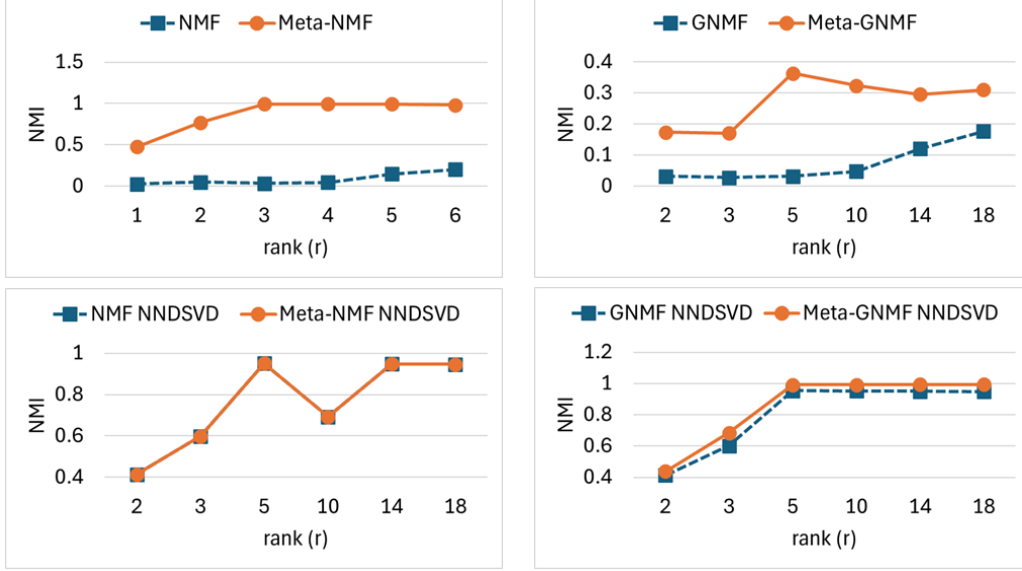 NMF Meta-NMF
1.5
1
0.5
0
NMI
1 2 3 4 5 6
rank (r)
GNMF Meta-GNMF
0.4
0.3
0.2
0.1
0
NMI
2 3 5 10 14 18
rank (r)
NMF NNDSVD Meta-NMF NNDSVD
1
0.8
0.6
0.4
NMI
2 3 5 10 14 18
rank (r)
GNMF NNDSVD Meta-GNMF NNDSVD
1.2
1
0.8
0.6
0.4
NMI
2 3 5 10 14 18
rank (r)